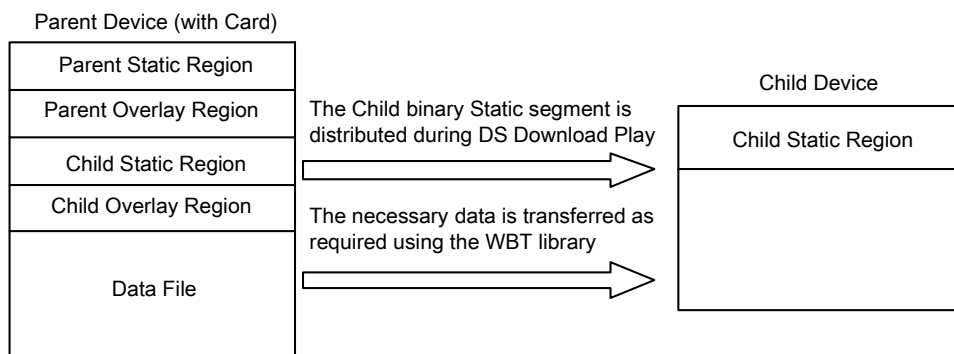 Parent Device (with Card)
Parent Static Region
Parent Overlay Region
Child Static Region
Child Overlay Region
Data File
The Child binary Static segment is
distributed during DS Download Play
The necessary data is transferred as
required using the WBT library
Child Device
Child Static Region